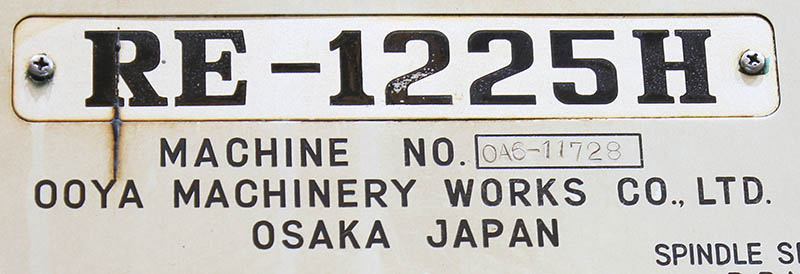 RE-1225H
MACHINE NO. OA6-11728
OOYA MACHINERY WORKS CO., LTD.
OSAKA JAPAN
SPINDLE